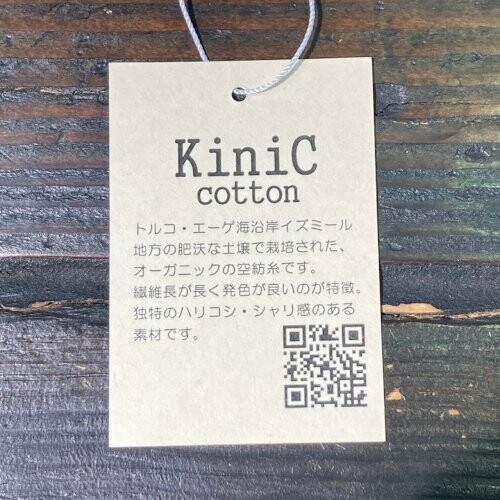 KiniC
cotton
トルコ・エーゲ海沿岸イズミール
地方の肥沃な土壌で栽培された、
オーガニックの空紡糸です。
繊維長が長く発色が良いのが特徴。
独特のハリコシ・シャリ感のある
素材です。